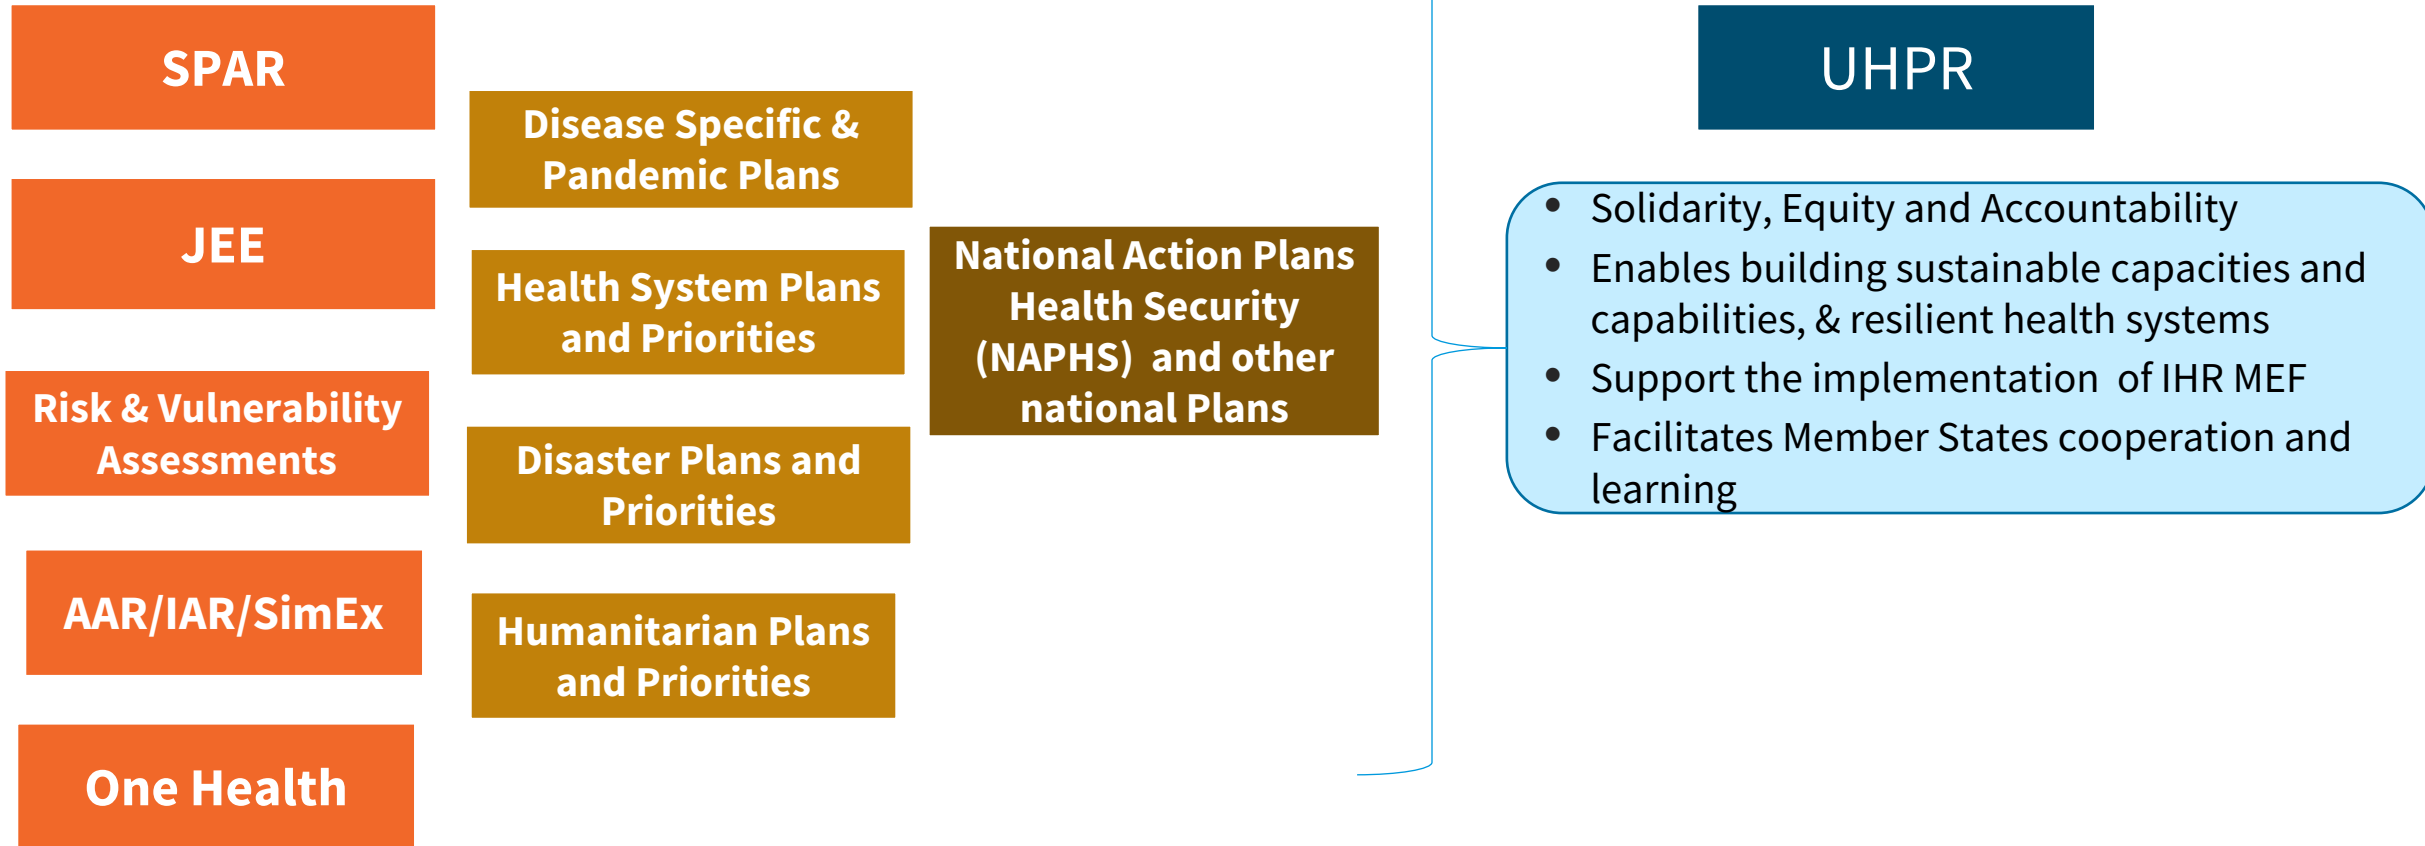 SPAR
JEE
Risk & Vulnerability
Assessments
AAR/IAR/SimEx
One Health
Disease Specific &
Pandemic Plans
Health System Plans
and Priorities
Disaster Plans and
Priorities
Humanitarian Plans
and Priorities
National Action Plans
Health Security
(NAPHS)  and other
national Plans
UHPR
• Solidarity, Equity and Accountability
• Enables building sustainable capacities and
capabilities, & resilient health systems
• Support the implementation  of IHR MEF
• Facilitates Member States cooperation and
learning